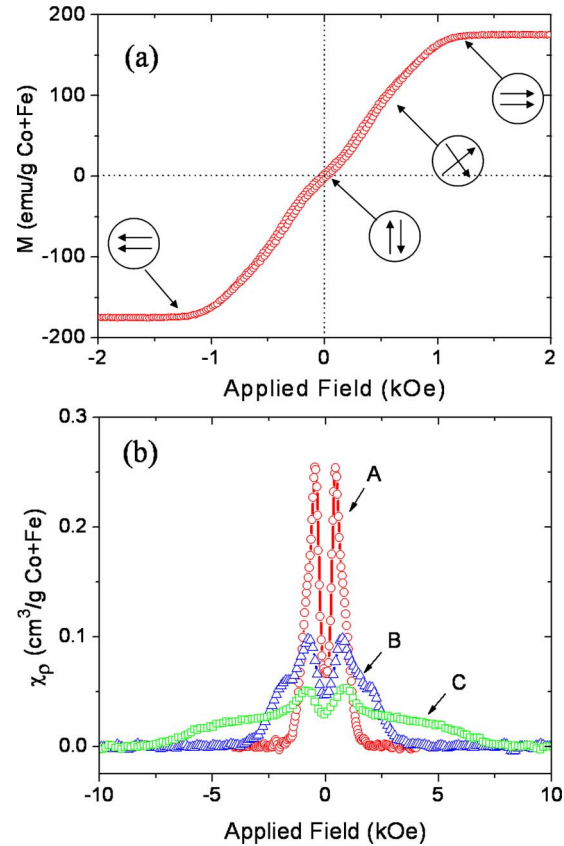 (a)
M (emu/g Co+Fe)
200
100
0
-100
-200
-2
-1
0
1
2
Applied Field (kOe)
(b)
χρ (cm³/g Co+Fe)
0.3
0.2
0.1
0.0
A
B
C
-10
-5
0
5
10
Applied Field (kOe)